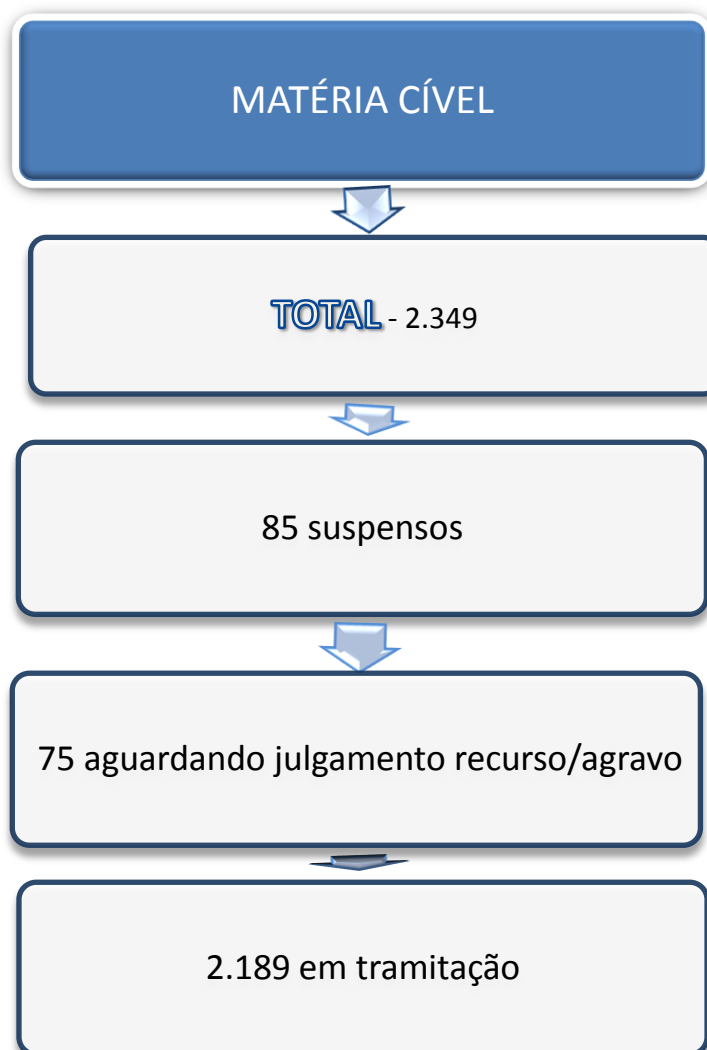 MATÉRIA CÍVEL
TOTAL - 2.349
85 suspensos
75 aguardando julgamento recurso/agravo
2.189 em tramitação